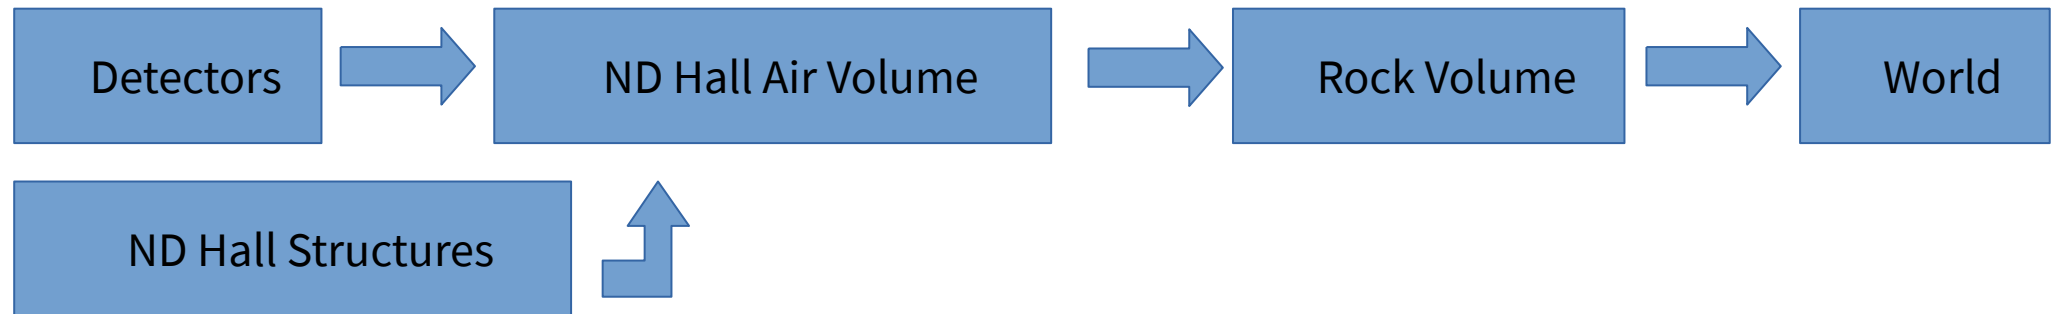 Detectors
ND Hall Air Volume
Rock Volume
World
ND Hall Structures